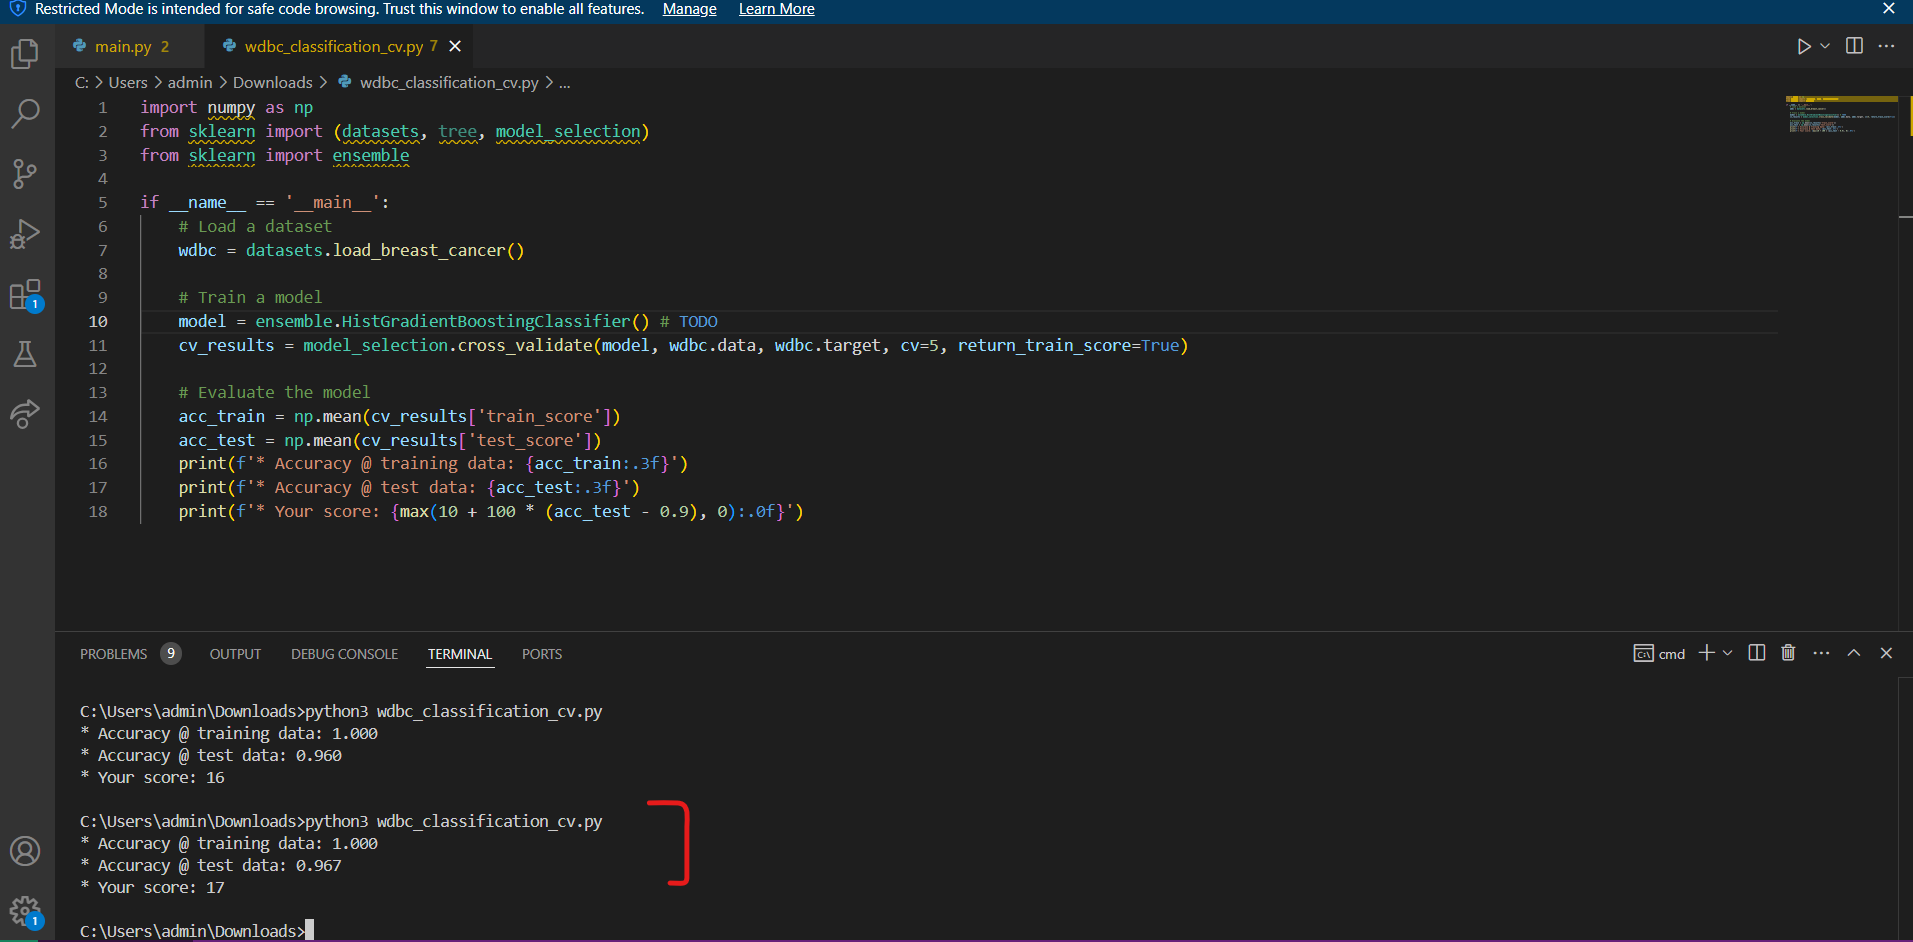 Restricted Mode is intended for safe code browsing. Trust this window to enable all features. Manage Learn More
main.py 2 wdbc_classification_cv.py 7
C: > Users > admin > Downloads > wdbc_classification_cv.py > ...
1 import numpy as np
2 from sklearn import (datasets, tree, model_selection)
3 from sklearn import ensemble
4
5 if __name__ == '__main__':
6 # Load a dataset
7 wdbc = datasets.load_breast_cancer()
8
9 # Train a model
10 model = ensemble.HistGradientBoostingClassifier() # TODO
11 cv_results = model_selection.cross_validate(model, wdbc.data, wdbc.target, cv=5, return_train_score=True)
12
13 # Evaluate the model
14 acc_train = np.mean(cv_results['train_score'])
15 acc_test = np.mean(cv_results['test_score'])
16 print(f'* Accuracy @ training data: {acc_train:.3f}')
17 print(f'* Accuracy @ test data: {acc_test:.3f}')
18 print(f'* Your score: {max(10 + 100 * (acc_test - 0.9), 0):.0f}')
1
PROBLEMS 9 OUTPUT DEBUG CONSOLE TERMINAL PORTS cmd
C:\Users\admin\Downloads>python3 wdbc_classification_cv.py
* Accuracy @ training data: 1.000
* Accuracy @ test data: 0.960
* Your score: 16
C:\Users\admin\Downloads>python3 wdbc_classification_cv.py
* Accuracy @ training data: 1.000
* Accuracy @ test data: 0.967
* Your score: 17
C:\Users\admin\Downloads>
1